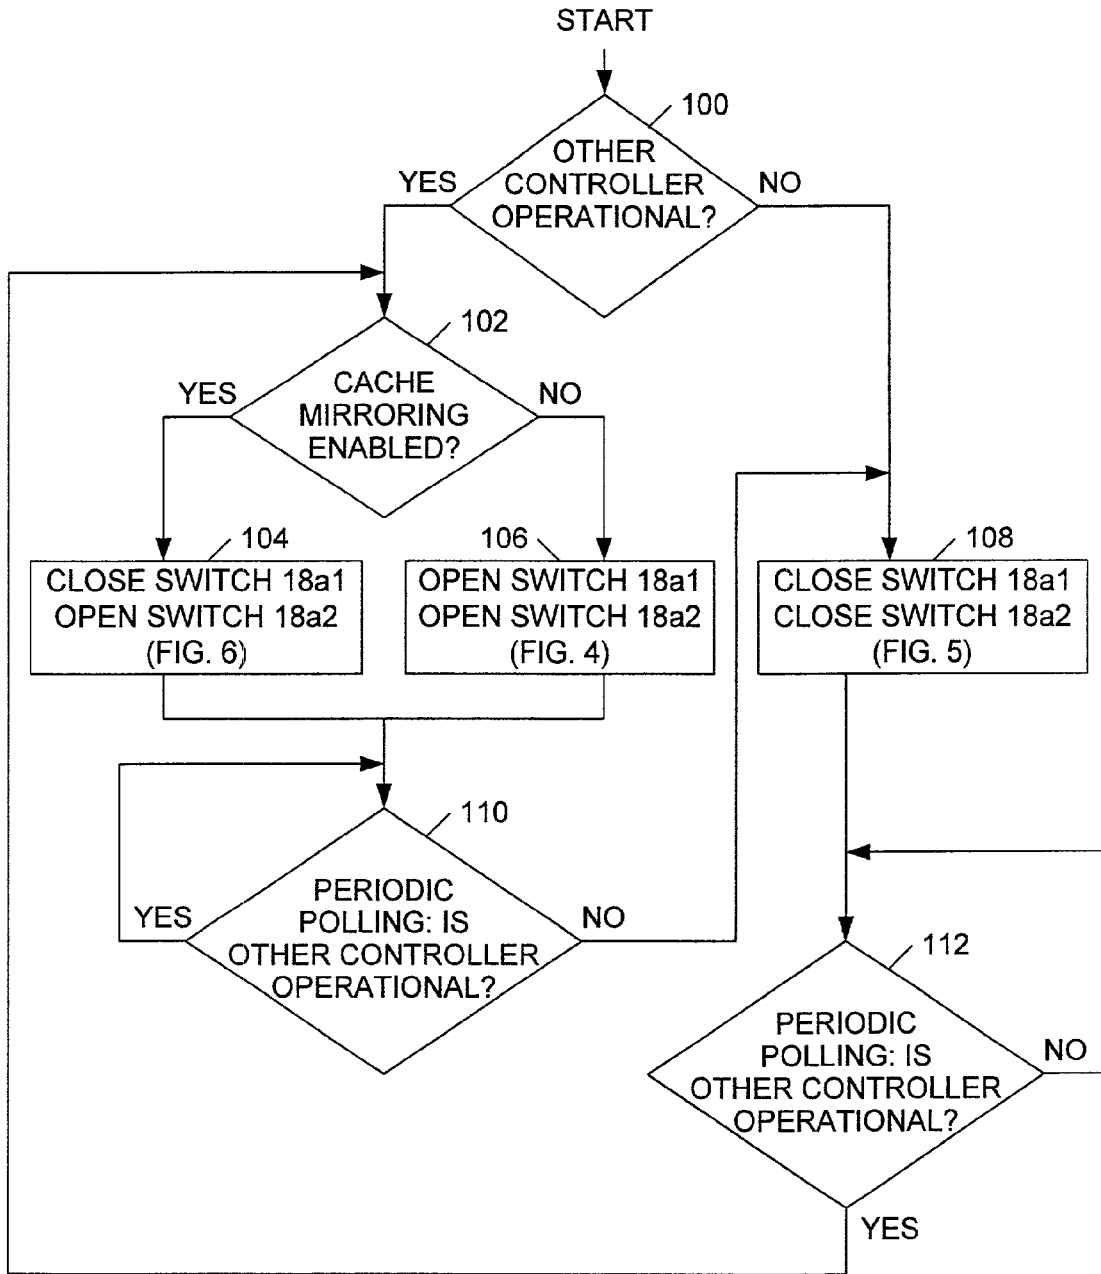 START
100
OTHER
CONTROLLER
OPERATIONAL?
YES
NO
102
CACHE
MIRRORING
ENABLED?
YES
NO
104
CLOSE SWITCH 18a1
OPEN SWITCH 18a2
(FIG. 6)
106
OPEN SWITCH 18a1
OPEN SWITCH 18a2
(FIG. 4)
108
CLOSE SWITCH 18a1
CLOSE SWITCH 18a2
(FIG. 5)
110
PERIODIC
POLLING: IS
OTHER CONTROLLER
OPERATIONAL?
YES
NO
112
PERIODIC
POLLING: IS
OTHER CONTROLLER
OPERATIONAL?
NO
YES